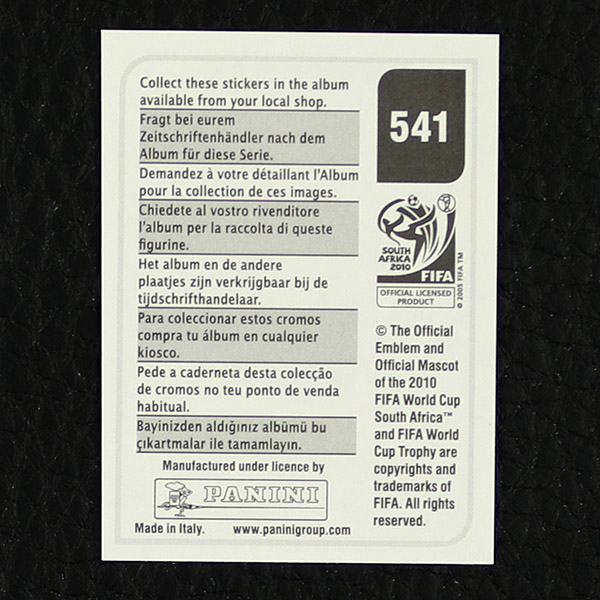 Collect these stickers in the album
available from your local shop.
Fragt bei eurem
Zeitschriftenhändler nach dem
Album für diese Serie.
Demandez à votre détaillant l'Album
pour la collection de ces images.
Chiedete al vostro rivenditore
l'album per la raccolta di queste
figurine.
Het album en de andere
plaatjes zijn verkrijgbaar bij de
tijdschrifthandelaar.
Para coleccionar estos cromos
compra tu álbum en cualquier
kiosco.
Pede a caderneta desta colecção
de cromos no teu ponto de venda
habitual.
Bayinizden aldığınız albümü bu
çıkartmalar ile tamamlayın.
Manufactured under licence by
PANINI
Made in Italy. www.paninigroup.com
541
SOUTH
AFRICA
2010
FIFA
OFFICIAL LICENSED
PRODUCT
© 2005 FIFA TM
© The Official
Emblem and
Official Mascot
of the 2010
FIFA World Cup
South Africa™
and FIFA World
Cup Trophy are
copyrights and
trademarks of
FIFA. All rights
reserved.